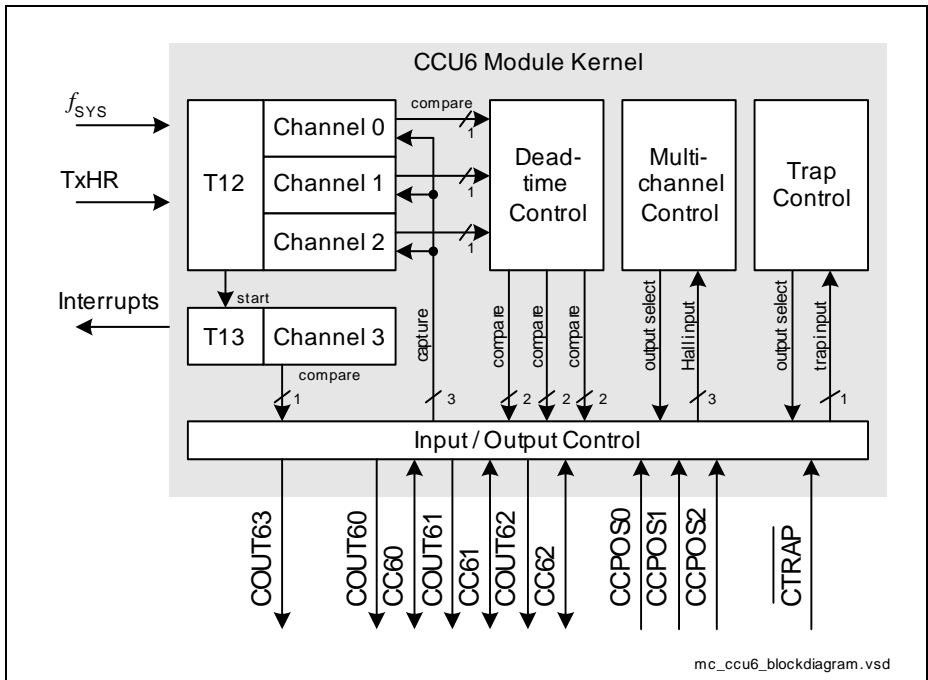 CCU6 Module Kernel
fSYS
TxHR
Interrupts
T12
Channel 0
Channel 1
Channel 2
compare
1
1
1
Dead-
time
Control
Multi-
channel
Control
Trap
Control
start
T13
Channel 3
compare
1
capture
3
compare
2
compare
2
compare
2
output select
Hall input
3
output select
trap input
1
Input / Output Control
COUT63
COUT60
CC60
COUT61
CC61
COUT62
CC62
CCPOS0
CCPOS1
CCPOS2
CTRAP
mc_ccu6_blockdiagram.vsd